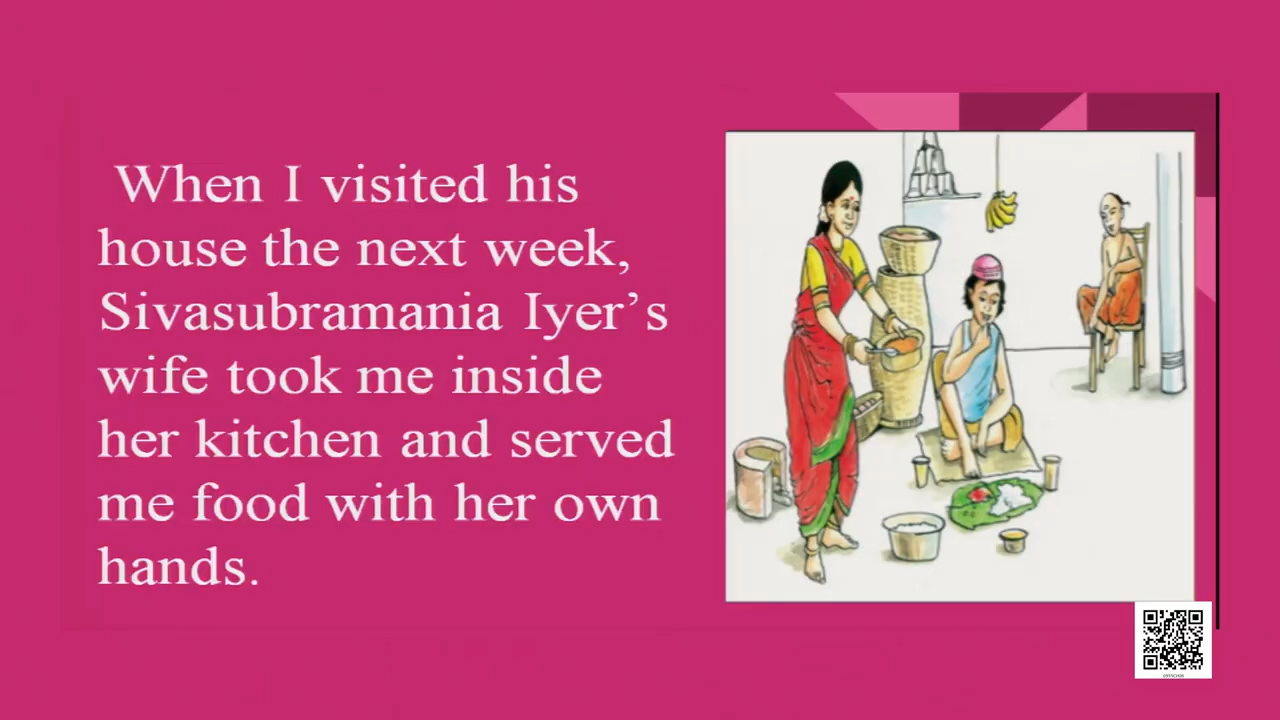 When I visited his
house the next week,
Sivasubramania Iyer's
wife took me inside
her kitchen and served
me food with her own
hands.